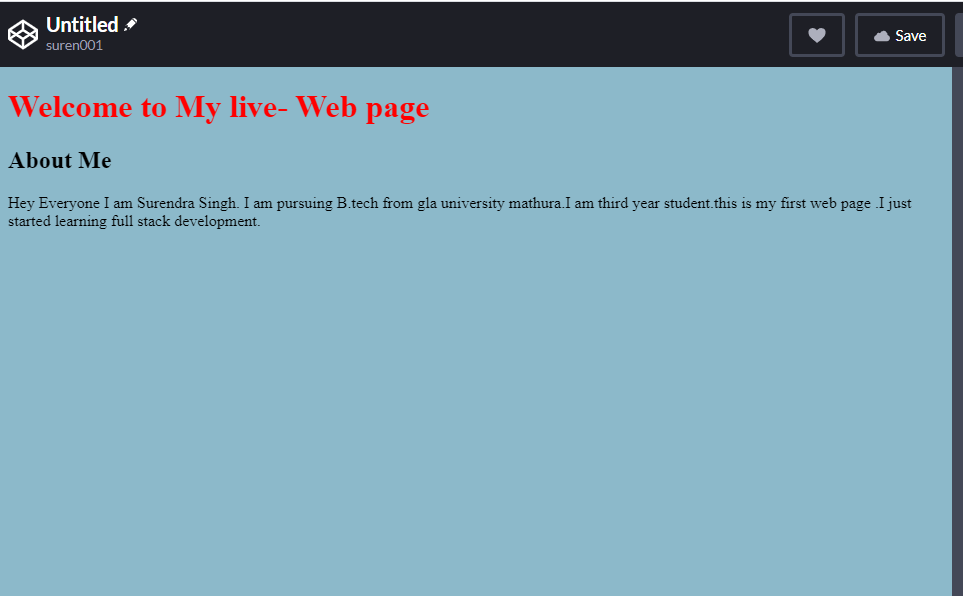 Untitled
suren001
Save
Welcome to My live- Web page
About Me
Hey Everyone I am Surendra Singh. I am pursuing B.tech from gla university mathura.I am third year student.this is my first web page .I just
started learning full stack development.